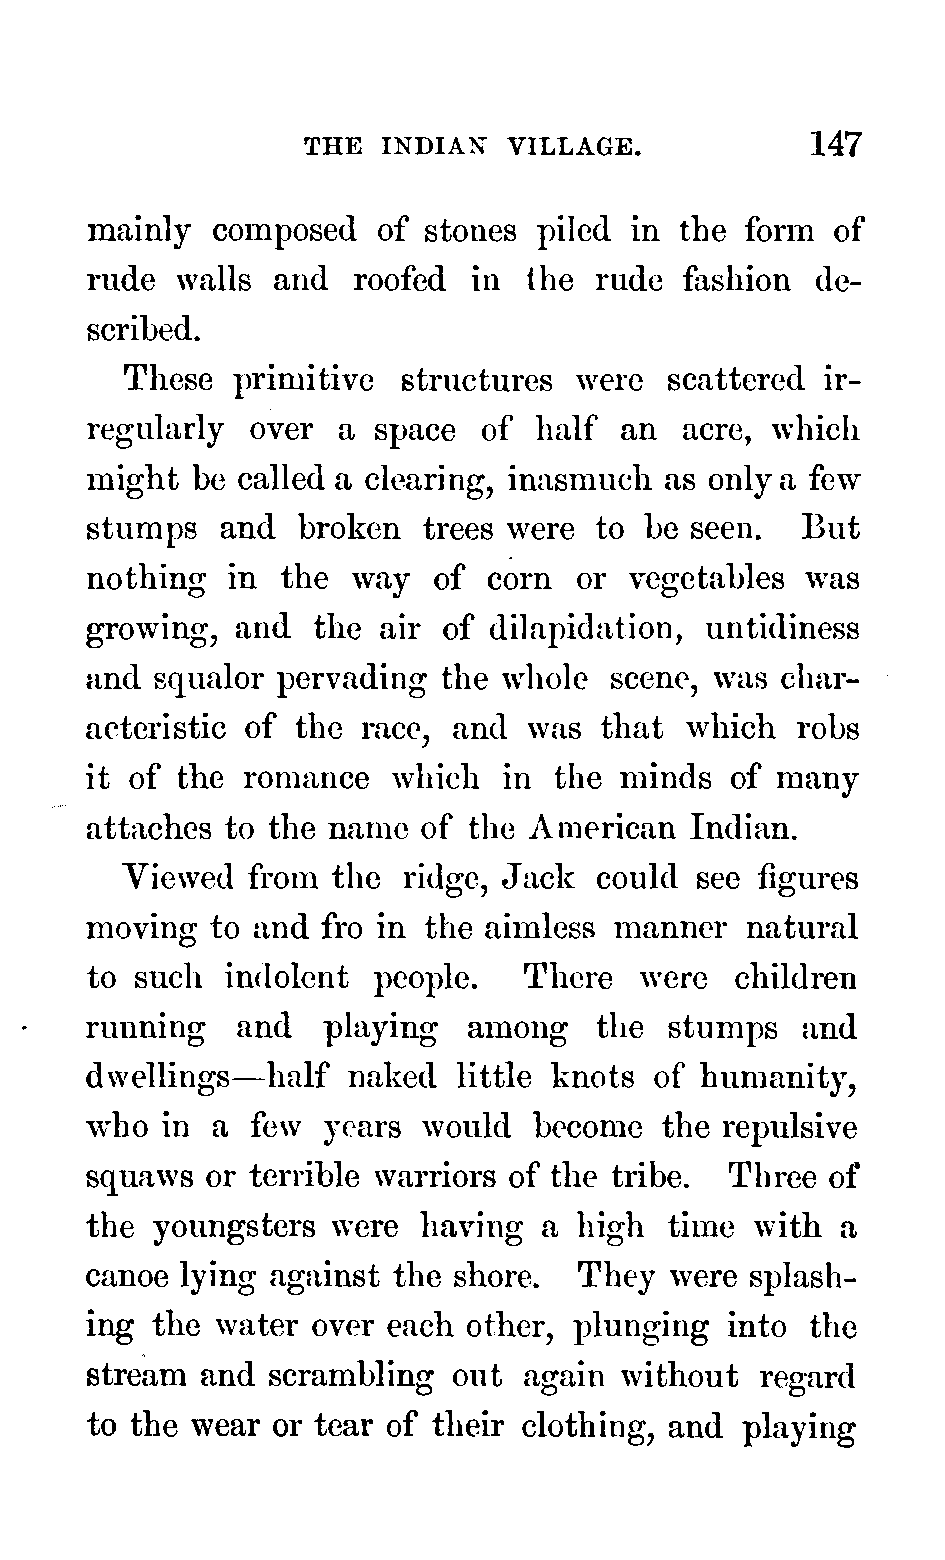 THE INDIAN VILLAGE. 147
mainly composed of stones piled in the form of
rude walls and roofed in the rude fashion de-
scribed.
These primitive structures were scattered ir-
regularly over a space of half an acre, which
might be called a clearing, inasmuch as only a few
stumps and broken trees were to be seen. But
nothing in the way of corn or vegetables was
growing, and the air of dilapidation, untidiness
and squalor pervading the whole scene, was char-
acteristic of the race, and was that which robs
it of the romance which in the minds of many
attaches to the name of the American Indian.
Viewed from the ridge, Jack could see figures
moving to and fro in the aimless manner natural
to such indolent people. There were children
running and playing among the stumps and
dwellings—half naked little knots of humanity,
who in a few years would become the repulsive
squaws or terrible warriors of the tribe. Three of
the youngsters were having a high time with a
canoe lying against the shore. They were splash-
ing the water over each other, plunging into the
stream and scrambling out again without regard
to the wear or tear of their clothing, and playing